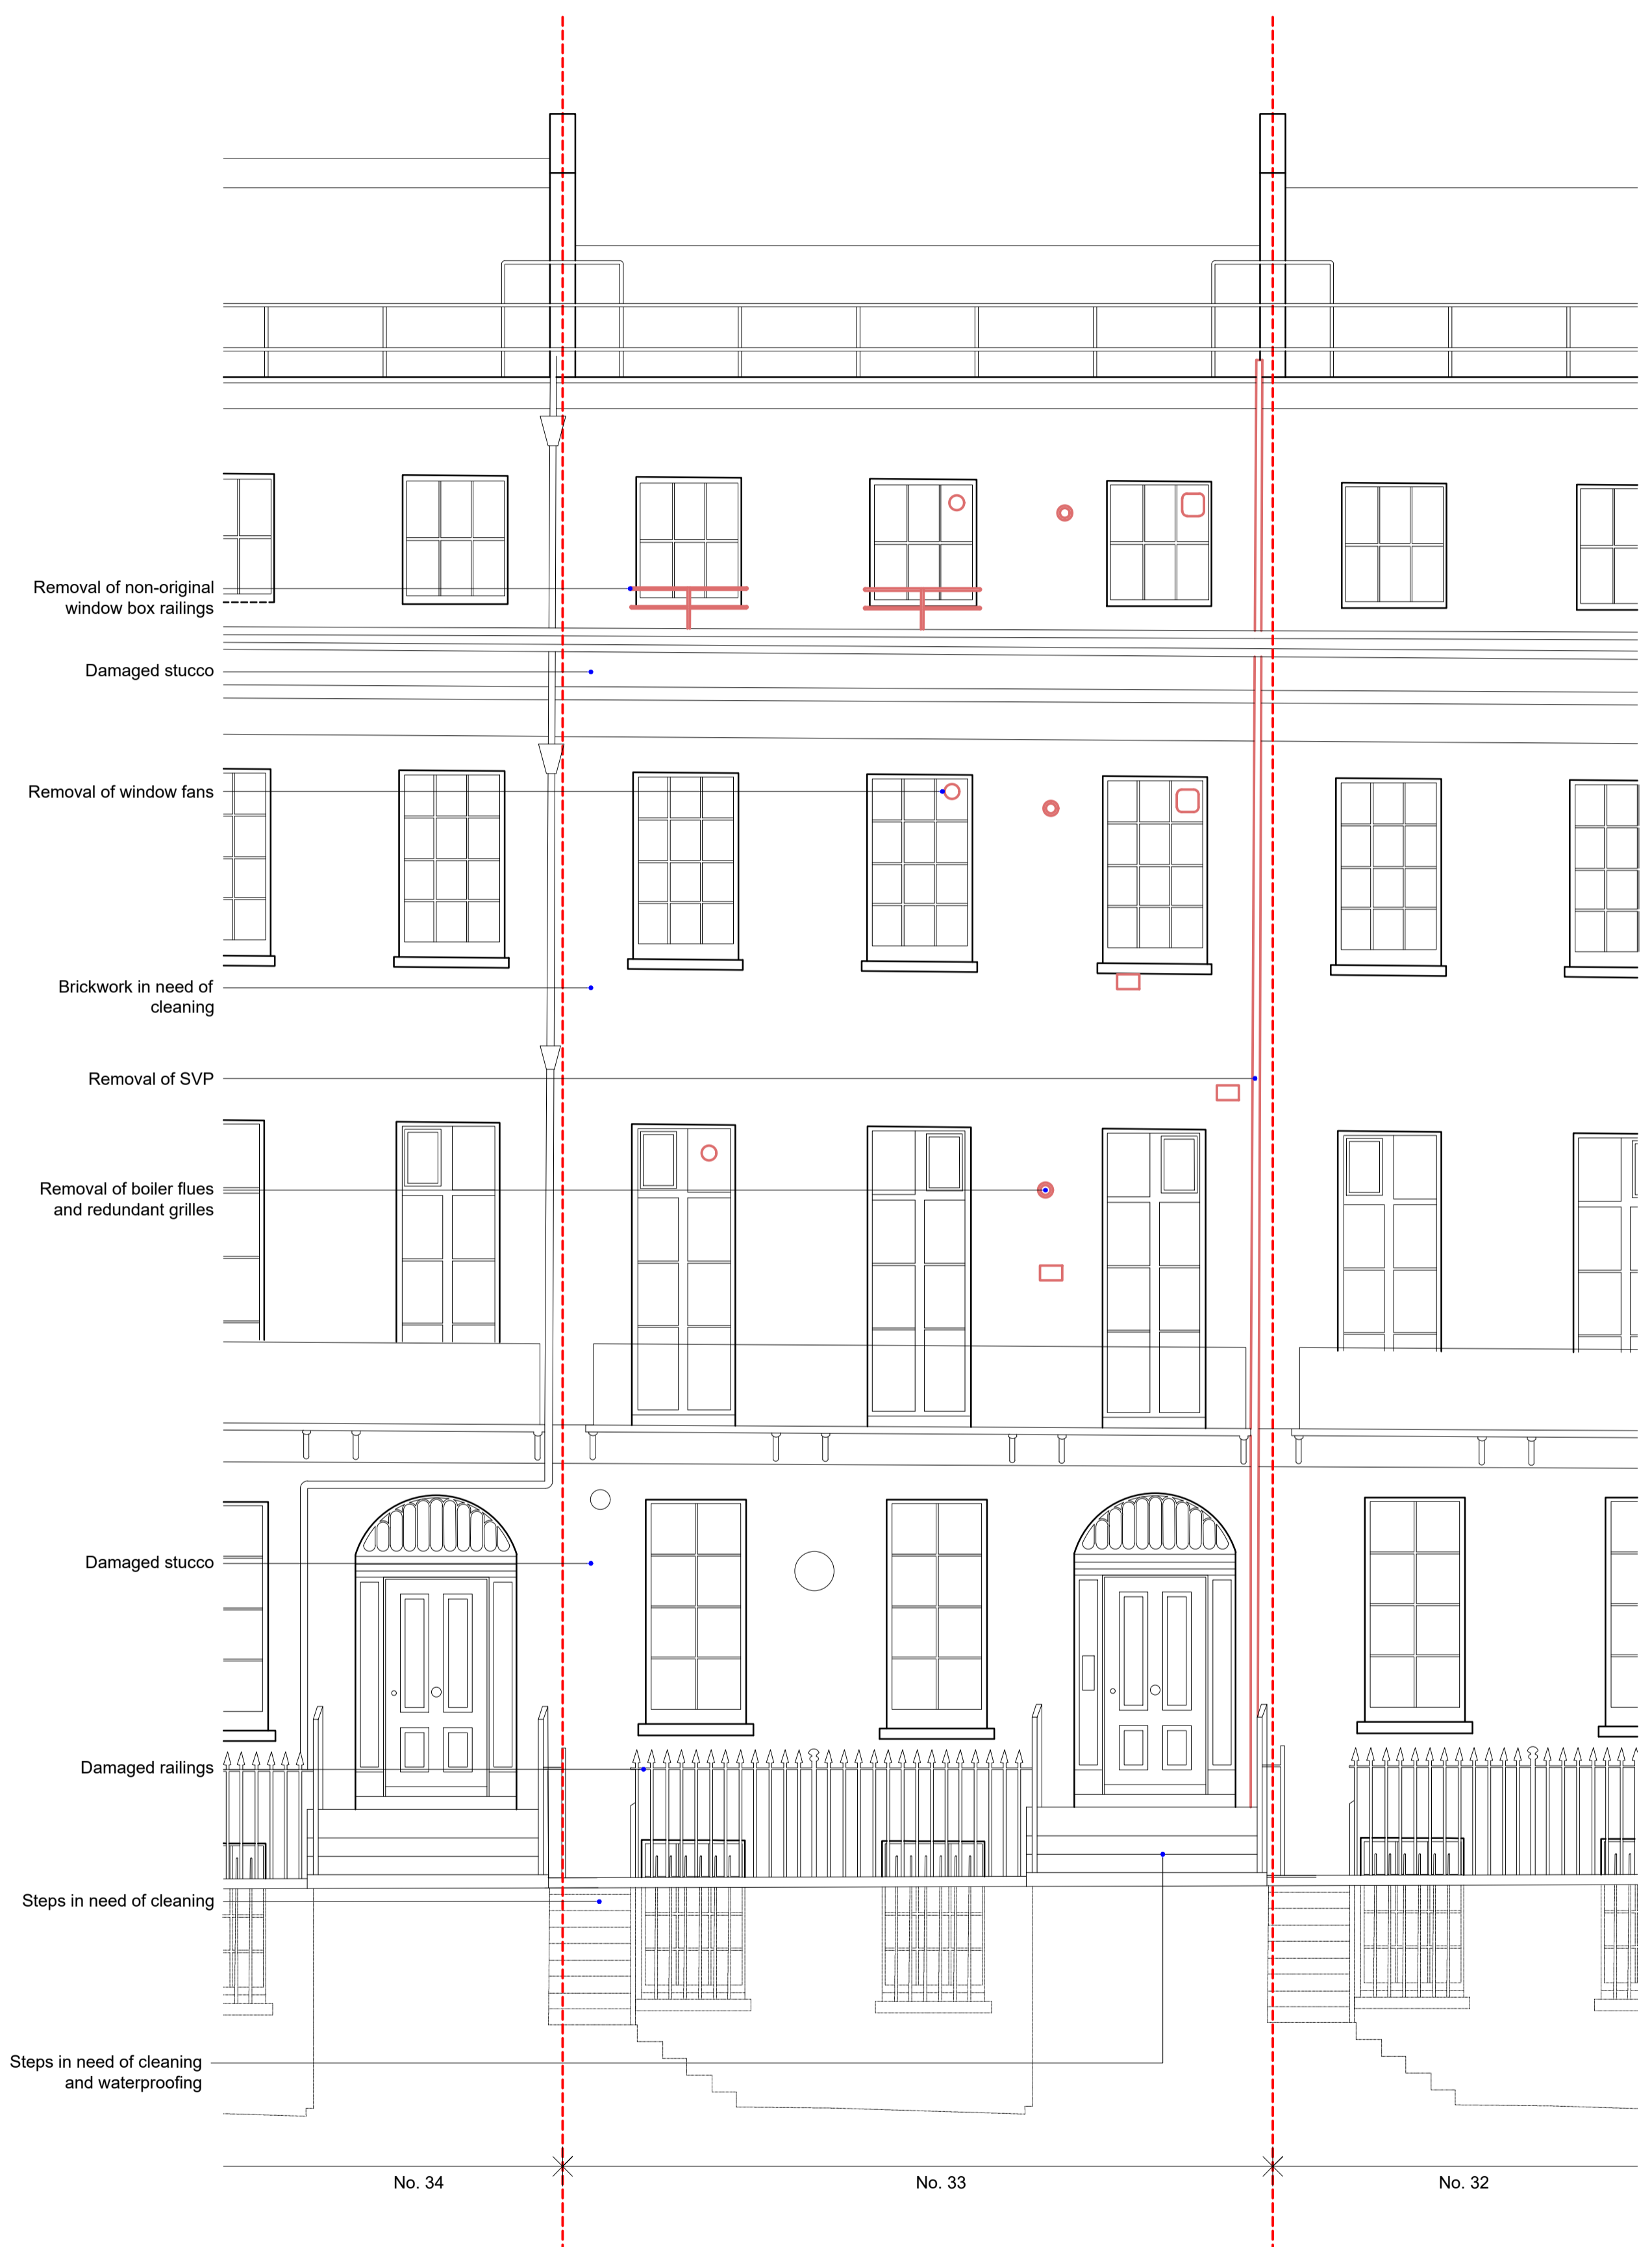 Removal of non-original
window box railings
Damaged stucco
Removal of window fans
Brickwork in need of
cleaning
Removal of SVP
Removal of boiler flues
and redundant grilles
Damaged stucco
Damaged railings
Steps in need of cleaning
Steps in need of cleaning
and waterproofing
No. 34
No. 33
No. 32